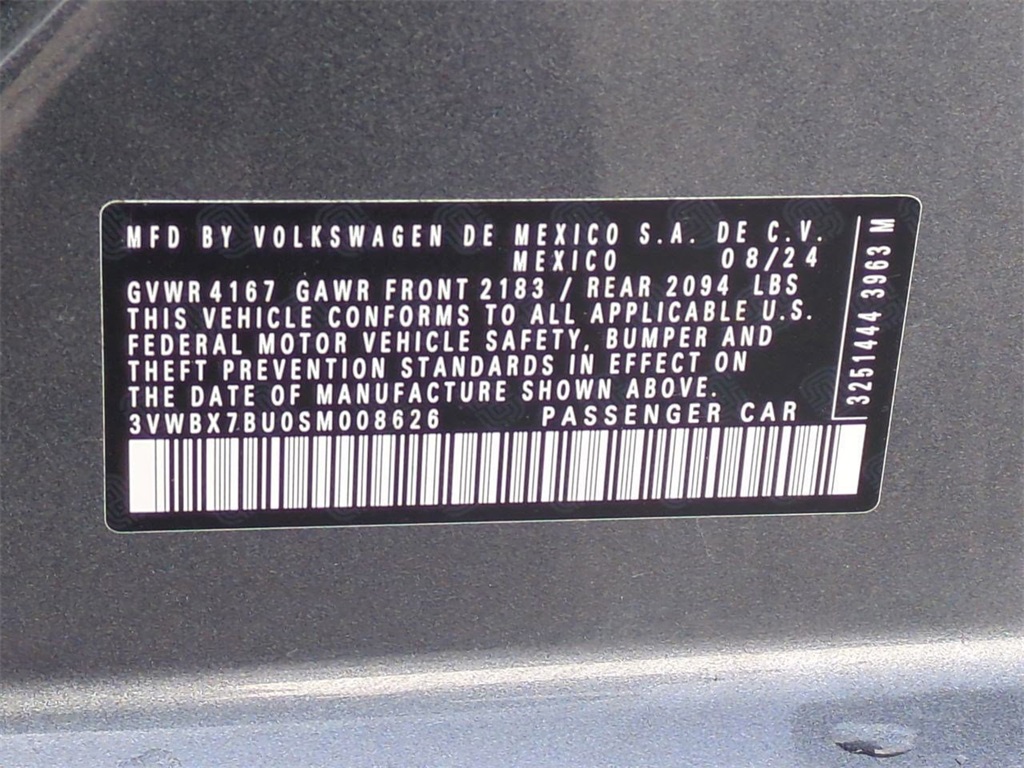 MFD BY VOLKSWAGEN DE MEXICO S.A. DE C.V.
MEXICO 08/24
GVWR 4167 GAWR FRONT 2183 / REAR 2094 LBS
THIS VEHICLE CONFORMS TO ALL APPLICABLE U.S.
FEDERAL MOTOR VEHICLE SAFETY, BUMPER AND
THEFT PREVENTION STANDARDS IN EFFECT ON
THE DATE OF MANUFACTURE SHOWN ABOVE.
3VWBX7BU0SM008626 PASSENGER CAR
3251444 3963 M